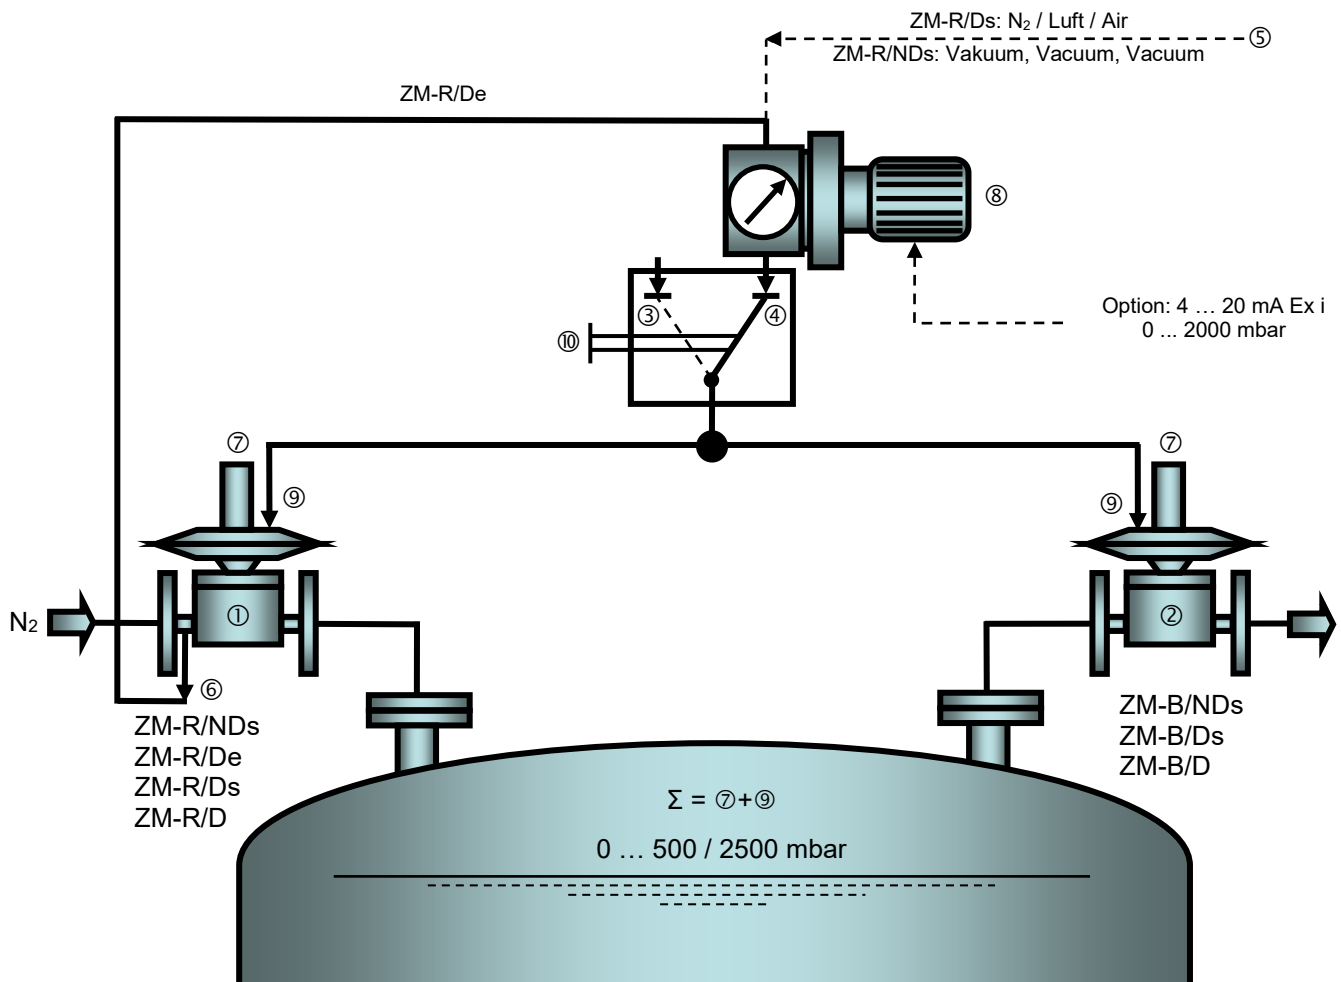 ZM-R/Ds: N₂ / Luft / Air
⑤
ZM-R/NDs: Vakuum, Vacuum, Vacuum
ZM-R/De
⑧
③
④
Option: 4 … 20 mA Ex i
0 ... 2000 mbar
⑩
⑦
⑦
⑨
⑨
N₂
①
②
⑥
ZM-R/NDs
ZM-R/De
ZM-R/Ds
ZM-R/D
ZM-B/NDs
ZM-B/Ds
ZM-B/D
Σ = ⑦+⑨
0 … 500 / 2500 mbar